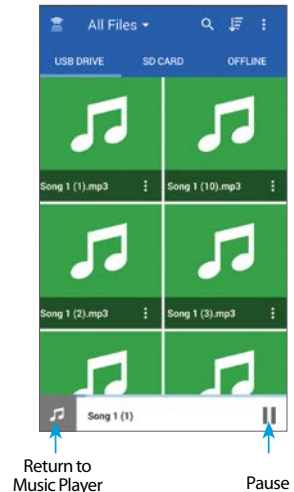 All Files
USB DRIVE SD CARD OFFLINE
Song 1 (1).mp3 Song 1 (10).mp3
Song 1 (2).mp3 Song 1 (3).mp3
Song 1 (1)
Return to
Music Player
Pause